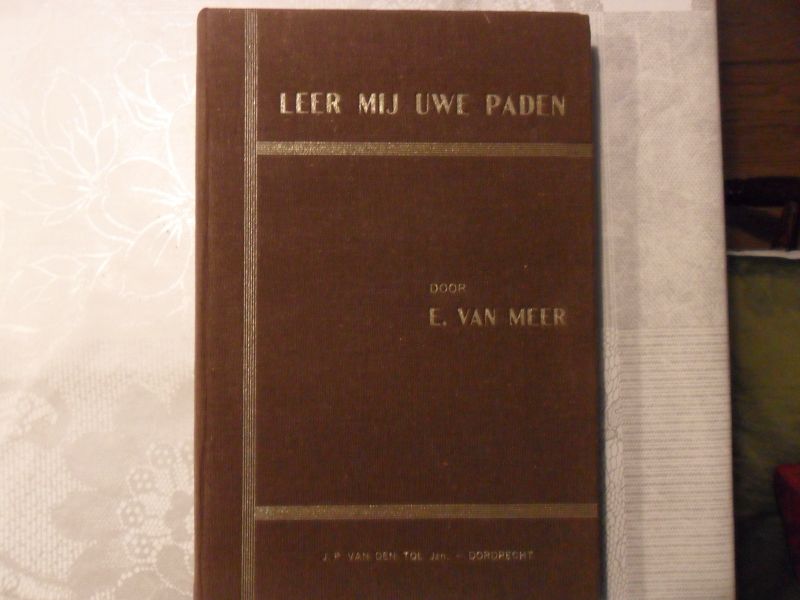 LEER MIJ UWE PADEN
DOOR
E. VAN MEER
J. P. VAN DEN TOL Jzn. - DORDRECHT